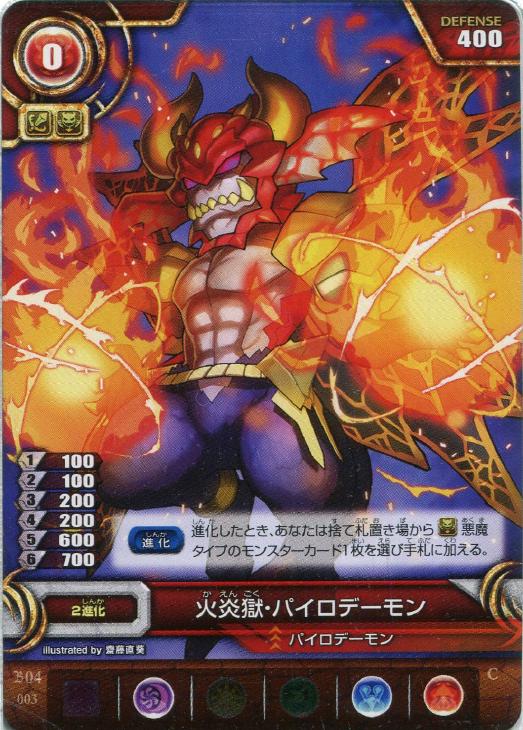 0
DEFENSE
400
1 100
2 100
3 200
4 200
5 600
6 700
進化 進化したとき、あなたは捨て札置き場から 悪魔
タイプのモンスターカード1枚を選び手札に加える。
2進化
火炎獄・パイロデーモン
パイロデーモン
illustrated by 齋藤直葵
B04
003
C